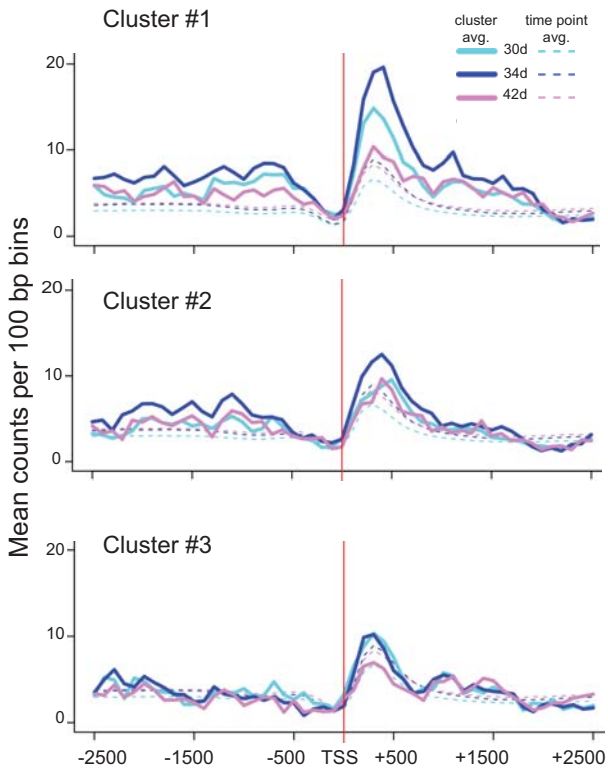 Cluster #1
cluster avg.
time point avg.
30d
34d
42d
20
10
0
Cluster #2
20
10
0
Cluster #3
20
10
0
Mean counts per 100 bp bins
-2500 -1500 -500 TSS +500 +1500 +2500